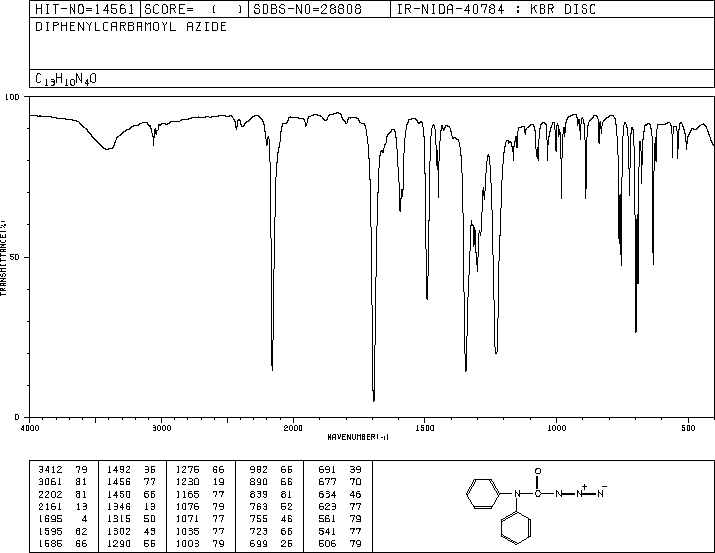 HIT-NO=14561 SCORE= ( ) SDBS-NO=28808 IR-NIDA-40784 : KBR DISC
DIPHENYLCARBAMOYL AZIDE
C13H10N4O
100
50
0
TRANSMITTANCE(%)
4000 3000 2000 1500 1000 500
WAVENUMBER(-1)
3412 79 1492 36 1276 66 982 66 691 39
3061 81 1456 77 1230 19 890 66 677 70
2202 81 1450 66 1165 77 839 81 634 46
2161 13 1346 13 1076 79 763 52 623 77
1695 4 1315 50 1071 77 755 46 561 79
1595 62 1302 49 1035 77 723 66 541 77
1586 66 1290 55 1003 79 699 25 506 79
O
N C N N + N −